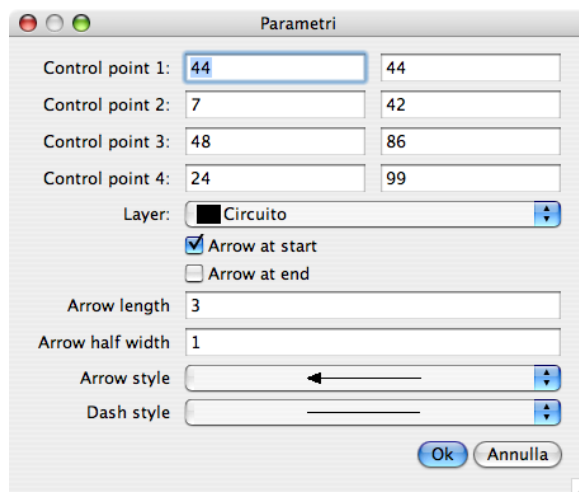 Parametri
Control point 1: 44 44
Control point 2: 7 42
Control point 3: 48 86
Control point 4: 24 99
Layer: Circuito
Arrow at start
Arrow at end
Arrow length 3
Arrow half width 1
Arrow style
Dash style
Ok Annulla